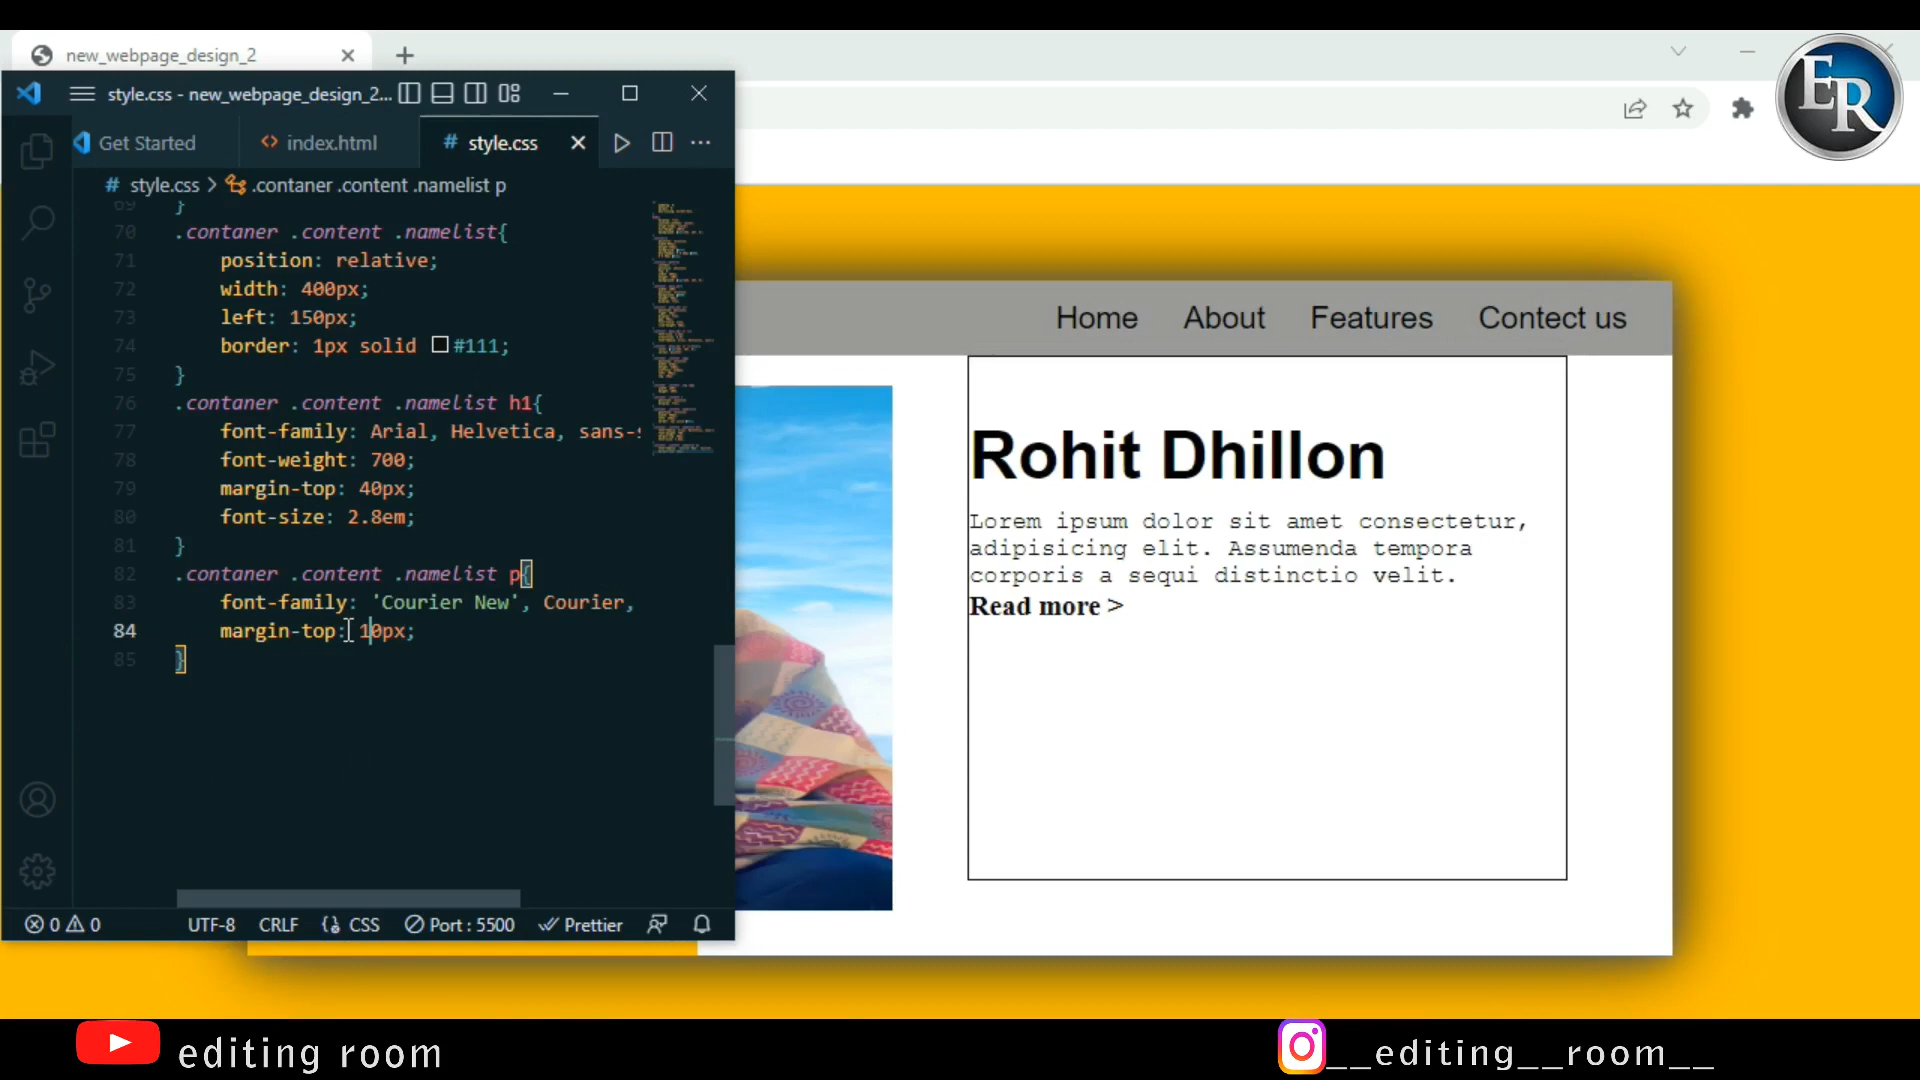 new_webpage_design_2
ER
style.css - new_webpage_design_2...
Get Started
index.html
# style.css
# style.css > .contaner .content .namelist p
69 }
70 .contaner .content .namelist{
71 position: relative;
72 width: 400px;
73 left: 150px;
74 border: 1px solid #111;
75 }
76 .contaner .content .namelist h1{
77 font-family: Arial, Helvetica, sans-s
78 font-weight: 700;
79 margin-top: 40px;
80 font-size: 2.8em;
81 }
82 .contaner .content .namelist p{
83 font-family: 'Courier New', Courier,
84 margin-top: 10px;
85 }
0 0 UTF-8 CRLF {} CSS Port : 5500 Prettier
Home About Features Contect us
Rohit Dhillon
Lorem ipsum dolor sit amet consectetur,
adipisicing elit. Assumenda tempora
corporis a sequi distinctio velit.
Read more >
editing room
__editing__room__